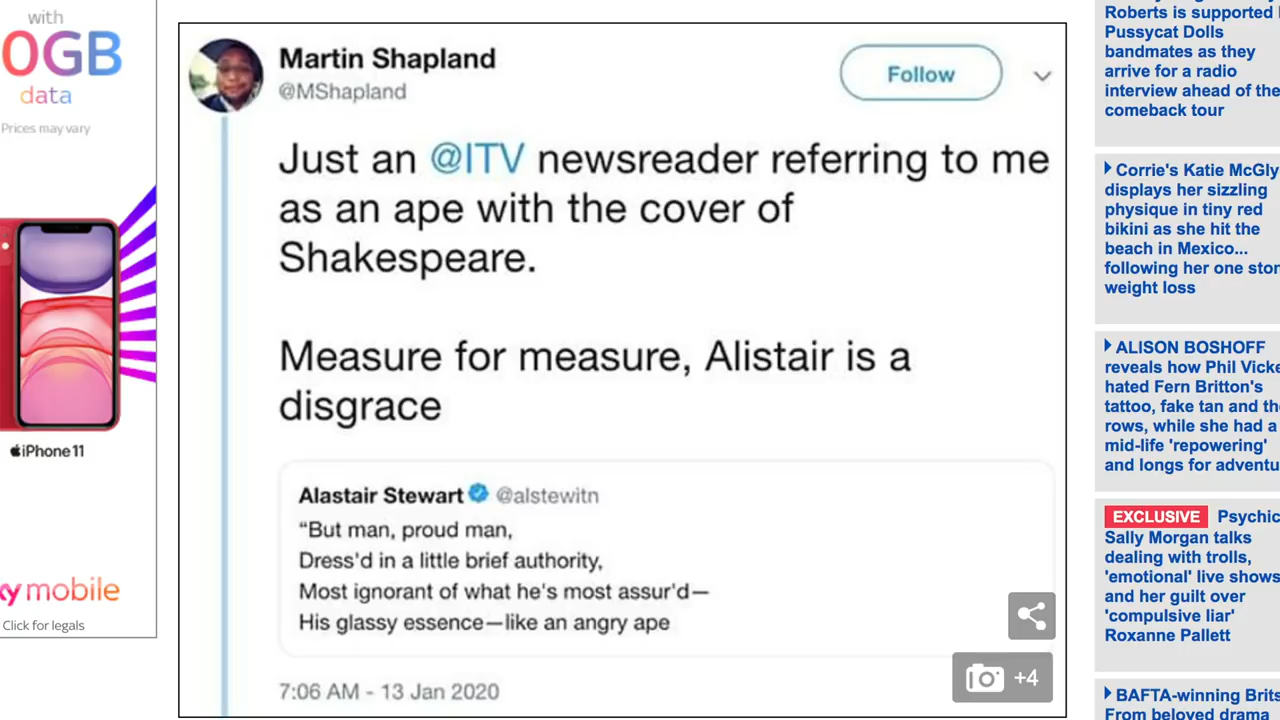 with
0GB
data
Prices may vary
iPhone 11
mobile
Click for legals
Martin Shapland
@MShapland
Follow
Just an @ITV newsreader referring to me
as an ape with the cover of
Shakespeare.
Measure for measure, Alistair is a
disgrace
Alastair Stewart @alstewitn
“But man, proud man,
Dress'd in a little brief authority,
Most ignorant of what he's most assur'd—
His glassy essence—like an angry ape
7:06 AM - 13 Jan 2020
+4
Roberts is supported
Pussycat Dolls
bandmates as they
arrive for a radio
interview ahead of the
comeback tour
Corrie's Katie McGly
displays her sizzling
physique in tiny red
bikini as she hit the
beach in Mexico...
following her one ston
weight loss
ALISON BOSHOFF
reveals how Phil Vicke
hated Fern Britton's
tattoo, fake tan and the
rows, while she had a
mid-life 'repowering'
and longs for adventu
EXCLUSIVE Psychic
Sally Morgan talks
dealing with trolls,
'emotional' live shows
and her guilt over
'compulsive liar'
Roxanne Pallett
BAFTA-winning Brits
From beloved drama